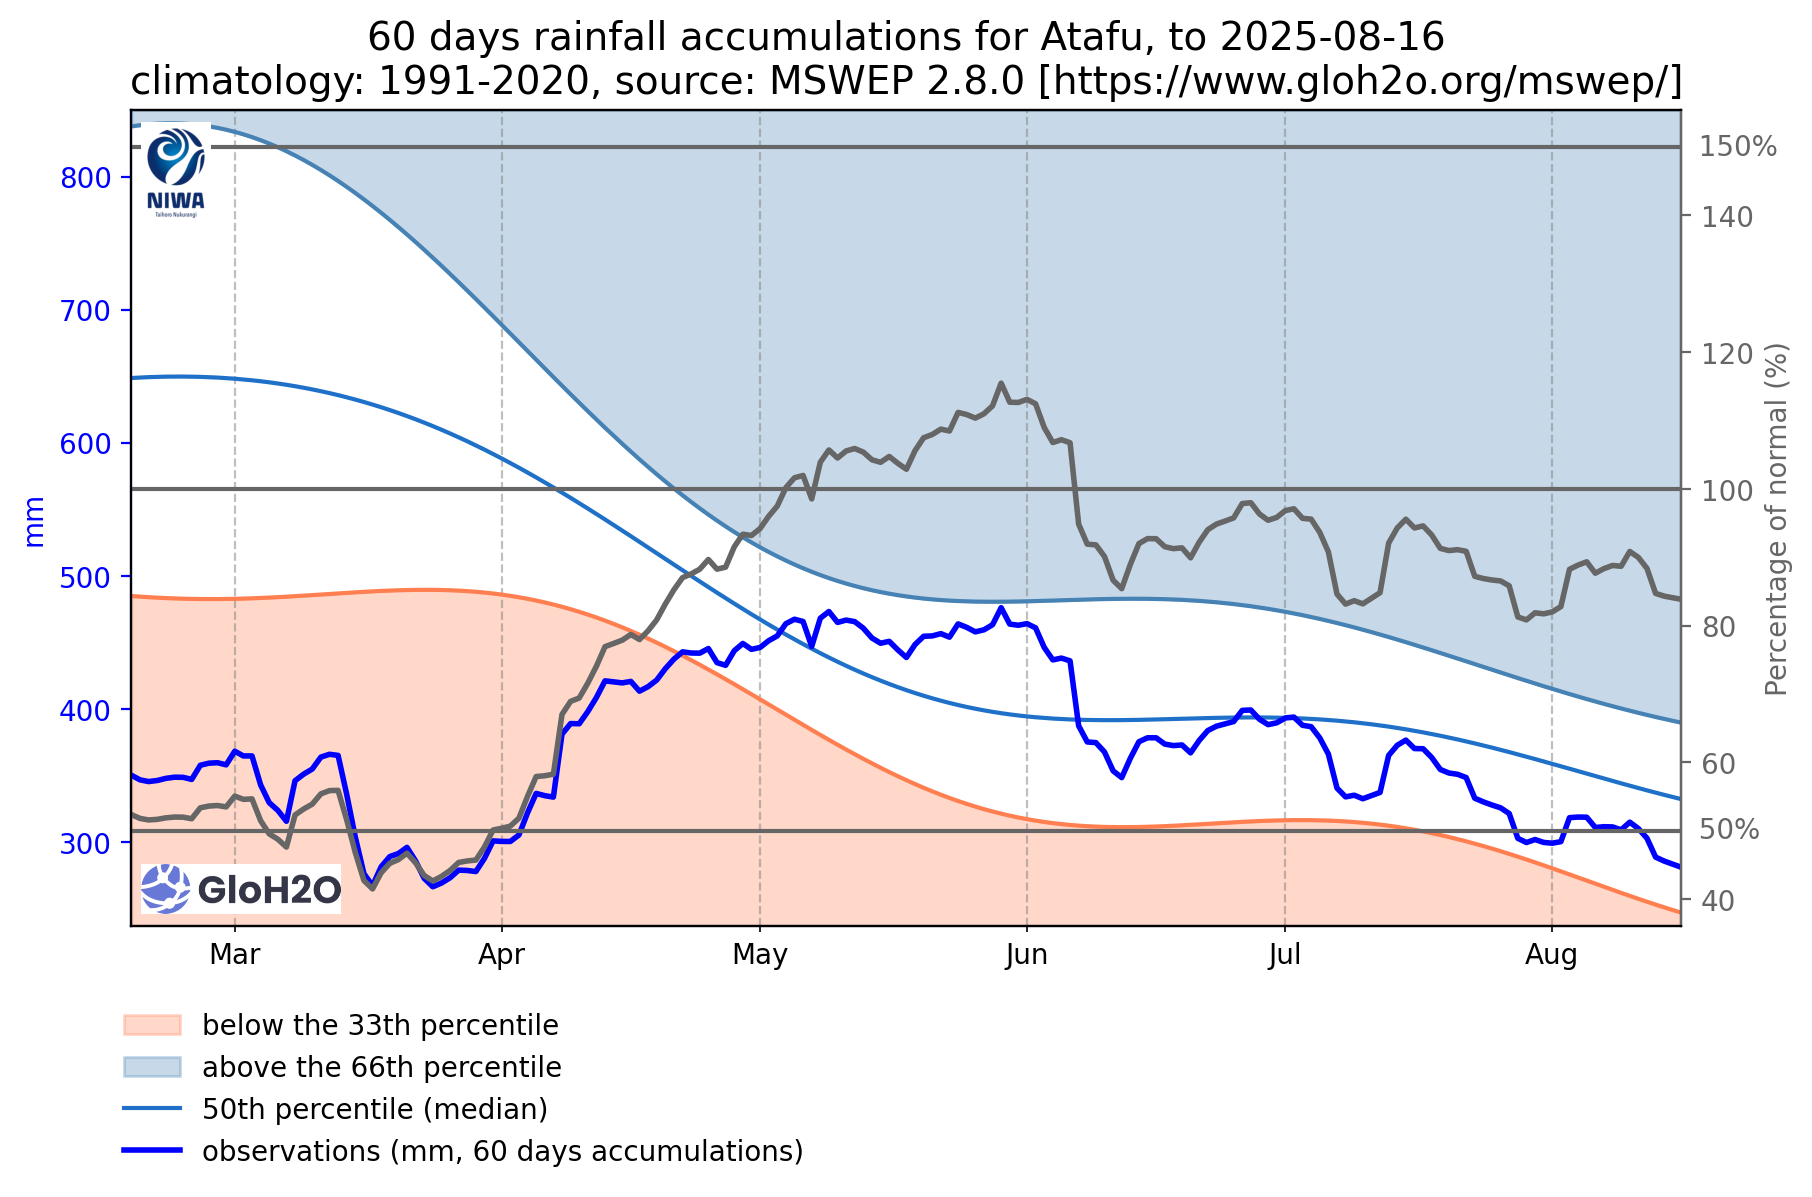 60 days rainfall accumulations for Atafu, to 2025-08-16
climatology: 1991-2020, source: MSWEP 2.8.0 [https://www.gloh2o.org/mswep/]
NIWA
Taihoro Nukurangi
GloH2O
mm
800
700
600
500
400
300
150%
140
120
100
80
60
50%
40
Percentage of normal (%)
Mar Apr May Jun Jul Aug
below the 33th percentile
above the 66th percentile
50th percentile (median)
observations (mm, 60 days accumulations)